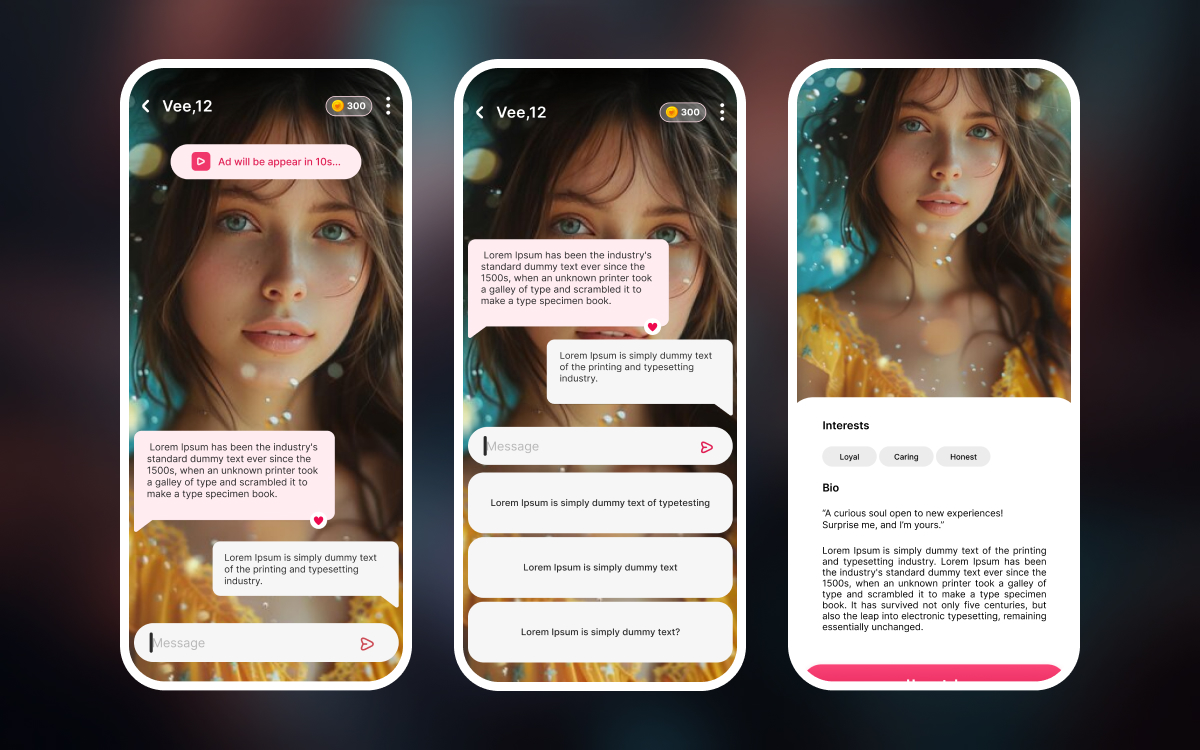 Vee,12
300
Ad will be appear in 10s...
Lorem Ipsum has been the industry's
standard dummy text ever since the
1500s, when an unknown printer took
a galley of type and scrambled it to
make a type specimen book.
Lorem Ipsum is simply dummy text
of the printing and typesetting
industry.
Message
Vee,12
300
Lorem Ipsum has been the industry's
standard dummy text ever since the
1500s, when an unknown printer took
a galley of type and scrambled it to
make a type specimen book.
Lorem Ipsum is simply dummy text
of the printing and typesetting
industry.
Message
Lorem Ipsum is simply dummy text of typetesting
Lorem Ipsum is simply dummy text
Lorem Ipsum is simply dummy text?
Interests
Loyal Caring Honest
Bio
“A curious soul open to new experiences!
Surprise me, and I’m yours.”
Lorem Ipsum is simply dummy text of the printing
and typesetting industry. Lorem Ipsum has been
the industry's standard dummy text ever since the
1500s, when an unknown printer took a galley of
type and scrambled it to make a type specimen
book. It has survived not only five centuries, but
also the leap into electronic typesetting, remaining
essentially unchanged.